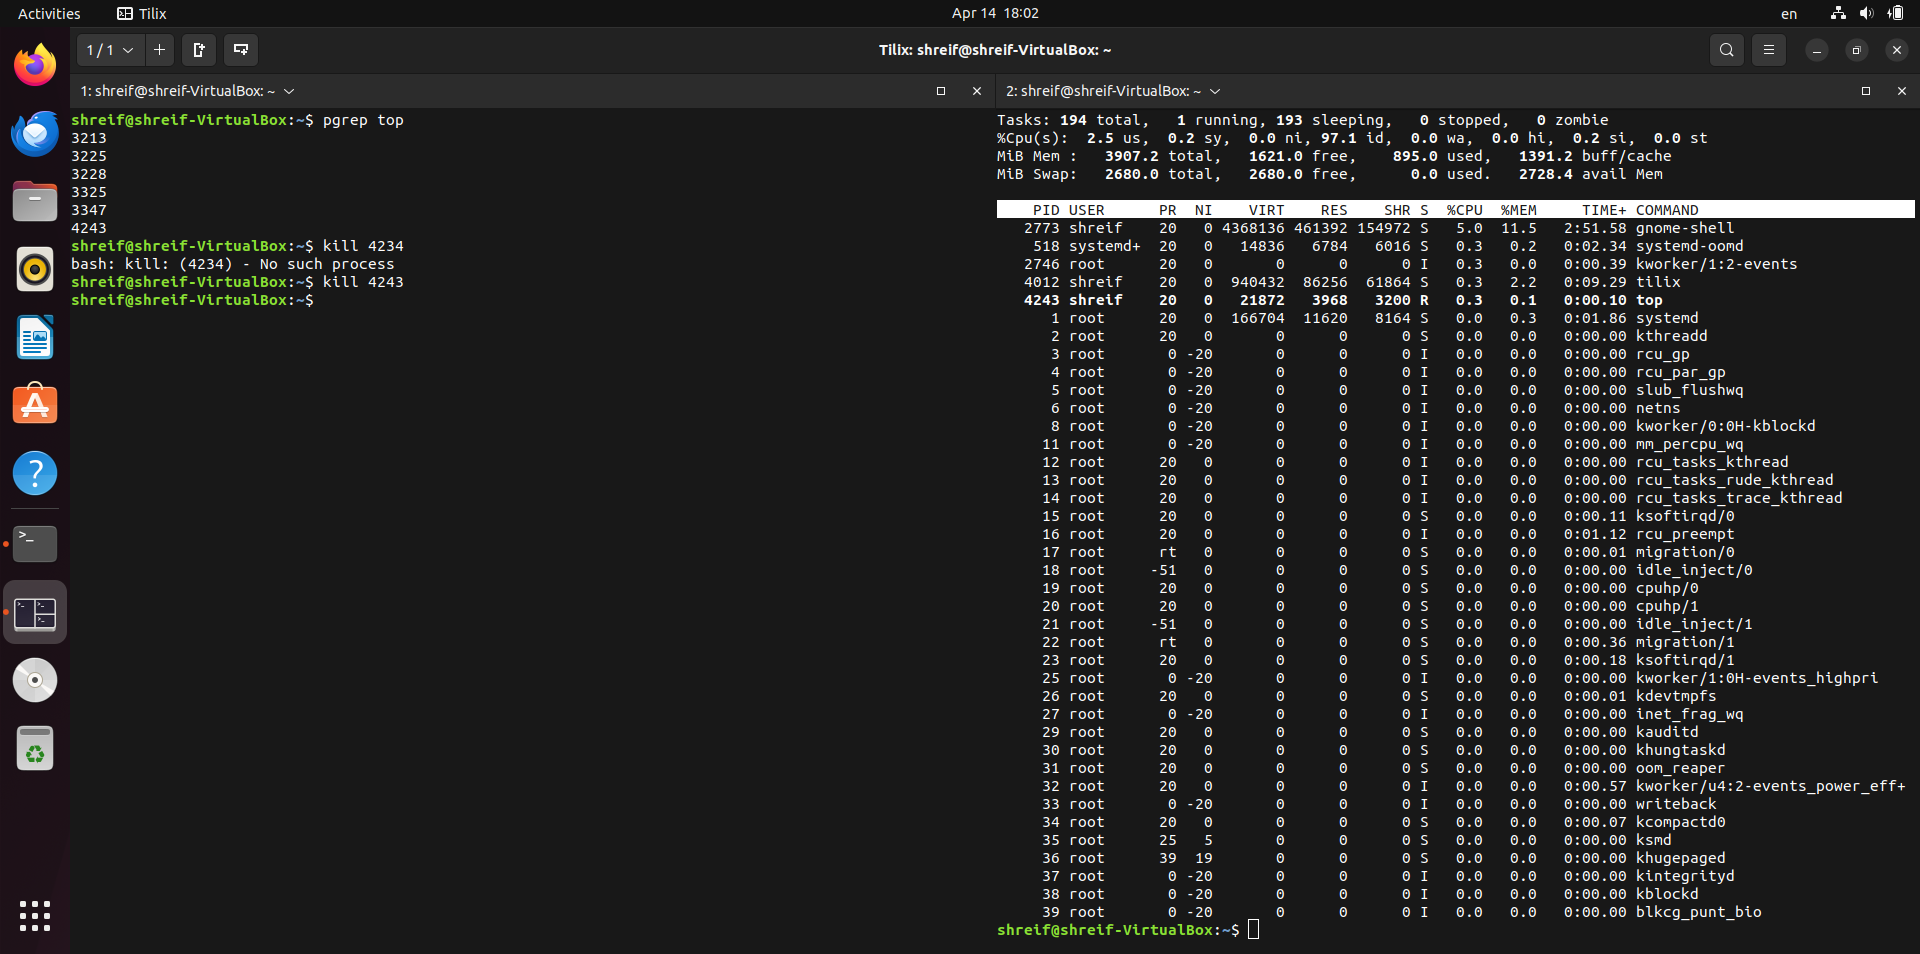 Activities Tilix Apr 14 18:02 en
1 / 1 Tilix: shreif@shreif-VirtualBox: ~
1: shreif@shreif-VirtualBox: ~
shreif@shreif-VirtualBox:~$ pgrep top
3213
3225
3228
3325
3347
4243
shreif@shreif-VirtualBox:~$ kill 4234
bash: kill: (4234) - No such process
shreif@shreif-VirtualBox:~$ kill 4243
shreif@shreif-VirtualBox:~$
2: shreif@shreif-VirtualBox: ~
Tasks: 194 total, 1 running, 193 sleeping, 0 stopped, 0 zombie
%Cpu(s): 2.5 us, 0.2 sy, 0.0 ni, 97.1 id, 0.0 wa, 0.0 hi, 0.2 si, 0.0 st
MiB Mem : 3907.2 total, 1621.0 free, 895.0 used, 1391.2 buff/cache
MiB Swap: 2680.0 total, 2680.0 free, 0.0 used. 2728.4 avail Mem
PID USER PR NI VIRT RES SHR S %CPU %MEM TIME+ COMMAND
2773 shreif 20 0 4368136 461392 154972 S 5.0 11.5 2:51.58 gnome-shell
518 systemd+ 20 0 14836 6784 6016 S 0.3 0.2 0:02.34 systemd-oomd
2746 root 20 0 0 0 0 I 0.3 0.0 0:00.39 kworker/1:2-events
4012 shreif 20 0 940432 86256 61864 S 0.3 2.2 0:09.29 tilix
4243 shreif 20 0 21872 3968 3200 R 0.3 0.1 0:00.10 top
1 root 20 0 166704 11620 8164 S 0.0 0.3 0:01.86 systemd
2 root 20 0 0 0 0 S 0.0 0.0 0:00.00 kthreadd
3 root 0 -20 0 0 0 I 0.0 0.0 0:00.00 rcu_gp
4 root 0 -20 0 0 0 I 0.0 0.0 0:00.00 rcu_par_gp
5 root 0 -20 0 0 0 I 0.0 0.0 0:00.00 slub_flushwq
6 root 0 -20 0 0 0 I 0.0 0.0 0:00.00 netns
8 root 0 -20 0 0 0 I 0.0 0.0 0:00.00 kworker/0:0H-kblockd
11 root 0 -20 0 0 0 I 0.0 0.0 0:00.00 mm_percpu_wq
12 root 20 0 0 0 0 I 0.0 0.0 0:00.00 rcu_tasks_kthread
13 root 20 0 0 0 0 I 0.0 0.0 0:00.00 rcu_tasks_rude_kthread
14 root 20 0 0 0 0 I 0.0 0.0 0:00.00 rcu_tasks_trace_kthread
15 root 20 0 0 0 0 S 0.0 0.0 0:00.11 ksoftirqd/0
16 root 20 0 0 0 0 I 0.0 0.0 0:01.12 rcu_preempt
17 root rt 0 0 0 0 S 0.0 0.0 0:00.01 migration/0
18 root -51 0 0 0 0 S 0.0 0.0 0:00.00 idle_inject/0
19 root 20 0 0 0 0 S 0.0 0.0 0:00.00 cpuhp/0
20 root 20 0 0 0 0 S 0.0 0.0 0:00.00 cpuhp/1
21 root -51 0 0 0 0 S 0.0 0.0 0:00.00 idle_inject/1
22 root rt 0 0 0 0 S 0.0 0.0 0:00.36 migration/1
23 root 20 0 0 0 0 S 0.0 0.0 0:00.18 ksoftirqd/1
25 root 0 -20 0 0 0 I 0.0 0.0 0:00.00 kworker/1:0H-events_highpri
26 root 20 0 0 0 0 S 0.0 0.0 0:00.01 kdevtmpfs
27 root 0 -20 0 0 0 I 0.0 0.0 0:00.00 inet_frag_wq
29 root 20 0 0 0 0 S 0.0 0.0 0:00.00 kauditd
30 root 20 0 0 0 0 S 0.0 0.0 0:00.00 khungtaskd
31 root 20 0 0 0 0 S 0.0 0.0 0:00.00 oom_reaper
32 root 20 0 0 0 0 I 0.0 0.0 0:00.57 kworker/u4:2-events_power_eff+
33 root 0 -20 0 0 0 I 0.0 0.0 0:00.00 writeback
34 root 20 0 0 0 0 S 0.0 0.0 0:00.07 kcompactd0
35 root 25 5 0 0 0 S 0.0 0.0 0:00.00 ksmd
36 root 39 19 0 0 0 S 0.0 0.0 0:00.00 khugepaged
37 root 0 -20 0 0 0 I 0.0 0.0 0:00.00 kintegrityd
38 root 0 -20 0 0 0 I 0.0 0.0 0:00.00 kblockd
39 root 0 -20 0 0 0 I 0.0 0.0 0:00.00 blkcg_punt_bio
shreif@shreif-VirtualBox:~$